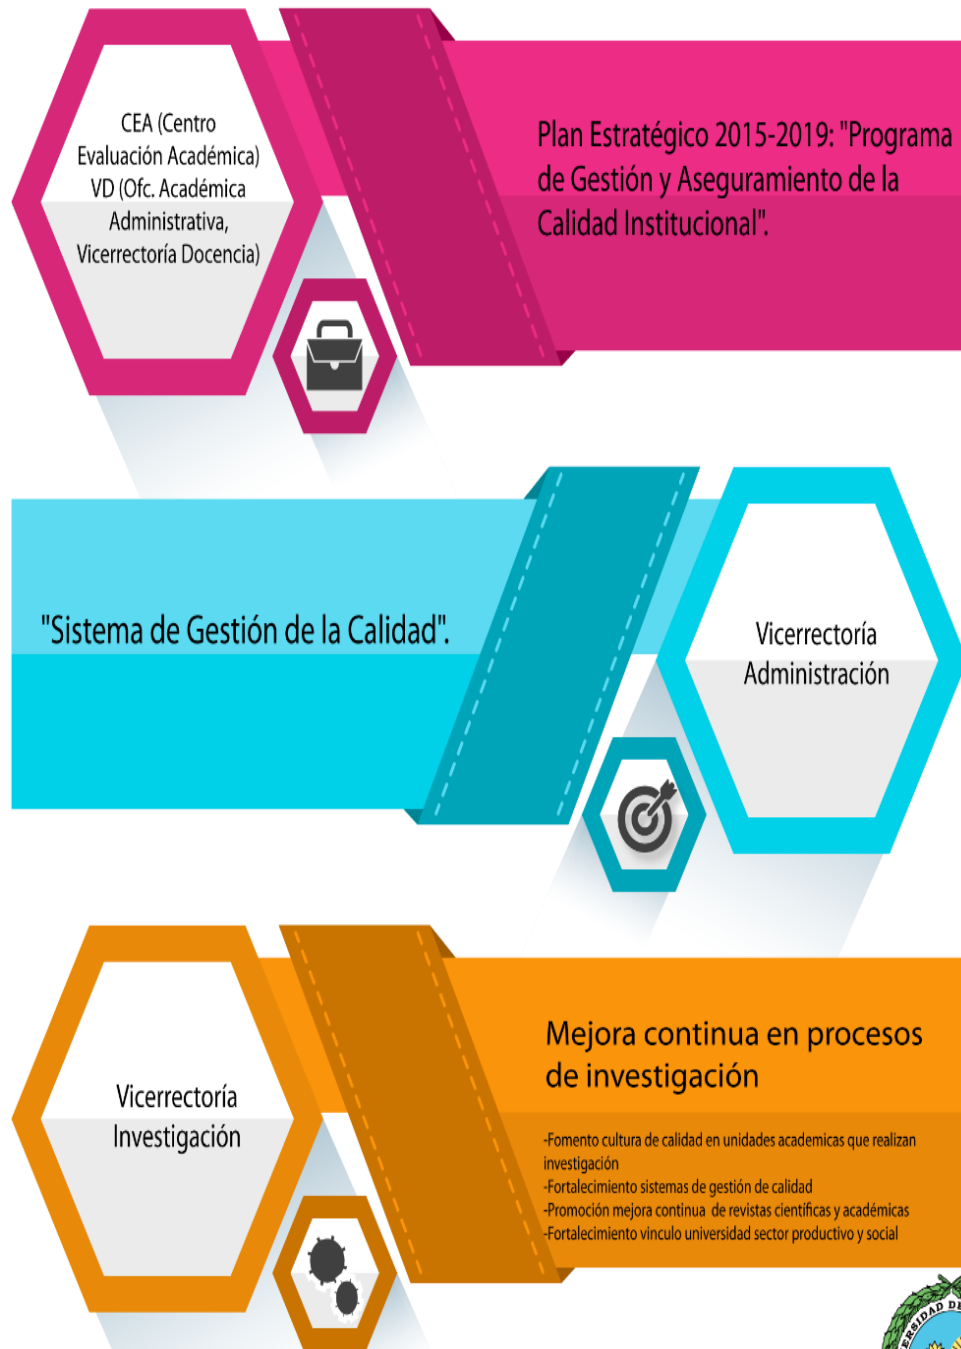 CEA (Centro
Evaluación Académica)
VD (Ofc. Académica
Administrativa,
Vicerrectoría Docencia)
Plan Estratégico 2015-2019: "Programa
de Gestión y Aseguramiento de la
Calidad Institucional".
"Sistema de Gestión de la Calidad".
Vicerrectoría
Administración
Vicerrectoría
Investigación
Mejora continua en procesos
de investigación
-Fomento cultura de calidad en unidades academicas que realizan
investigación
-Fortalecimiento sistemas de gestión de calidad
-Promoción mejora continua de revistas científicas y académicas
-Fortalecimiento vinculo universidad sector productivo y social